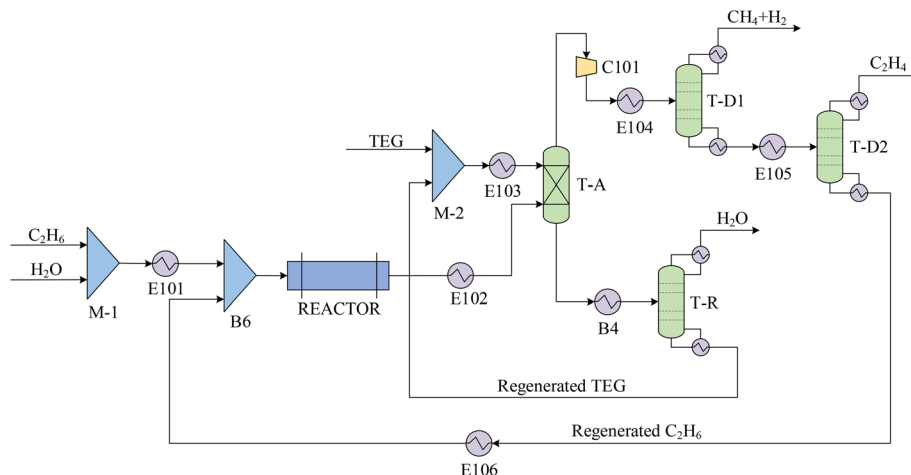 CH₄+H₂
C₂H₄
C101
T-D1
E104
T-D2
E105
TEG
E103
T-A
M-2
C₂H₆
H₂O
H₂O
E101
M-1
B6
REACTOR
E102
B4
T-R
Regenerated TEG
Regenerated C₂H₆
E106